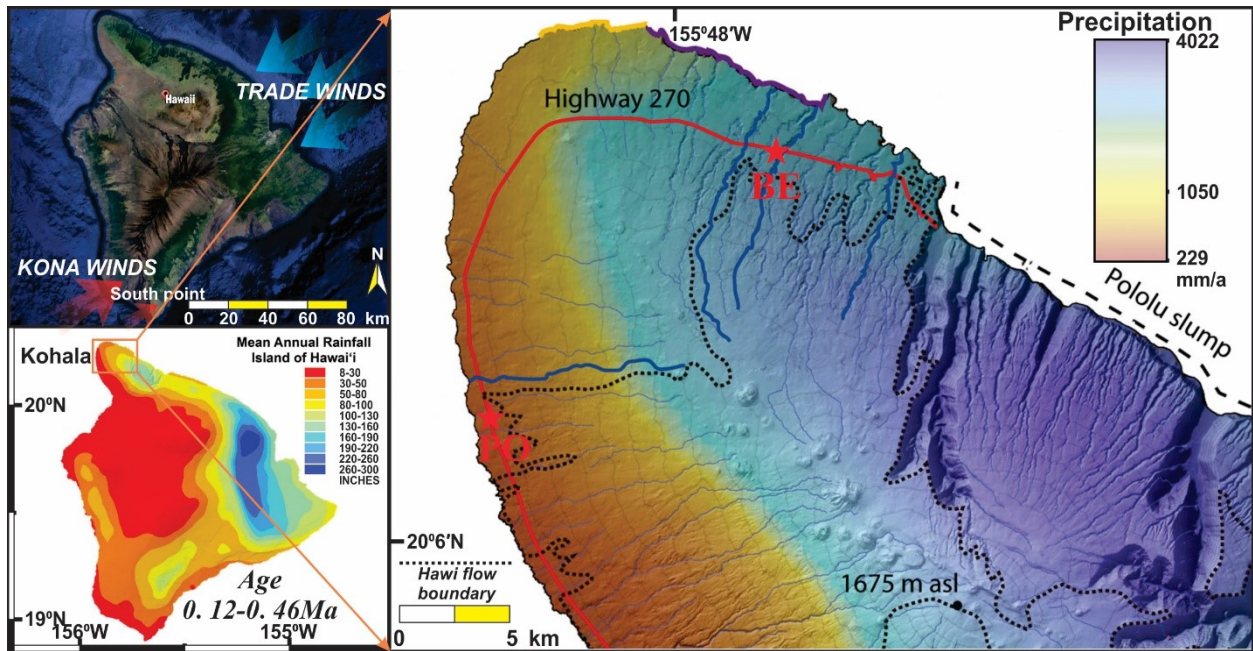 Hawaii
TRADE WINDS
KONA WINDS
South point
N
0 20 40 60 80 km
Kohala
Mean Annual Rainfall
Island of Hawai‘i
8-30
30-50
50-80
80-100
100-130
130-160
160-190
190-220
220-260
260-300
INCHES
20ºN
19ºN
Age
0. 12-0. 46Ma
156ºW
155ºW
155º48′W
Highway 270
BE
PO
Pololu slump
1675 m asl
20º6′N
Hawi flow
boundary
0 5 km
Precipitation
4022
1050
229
mm/a